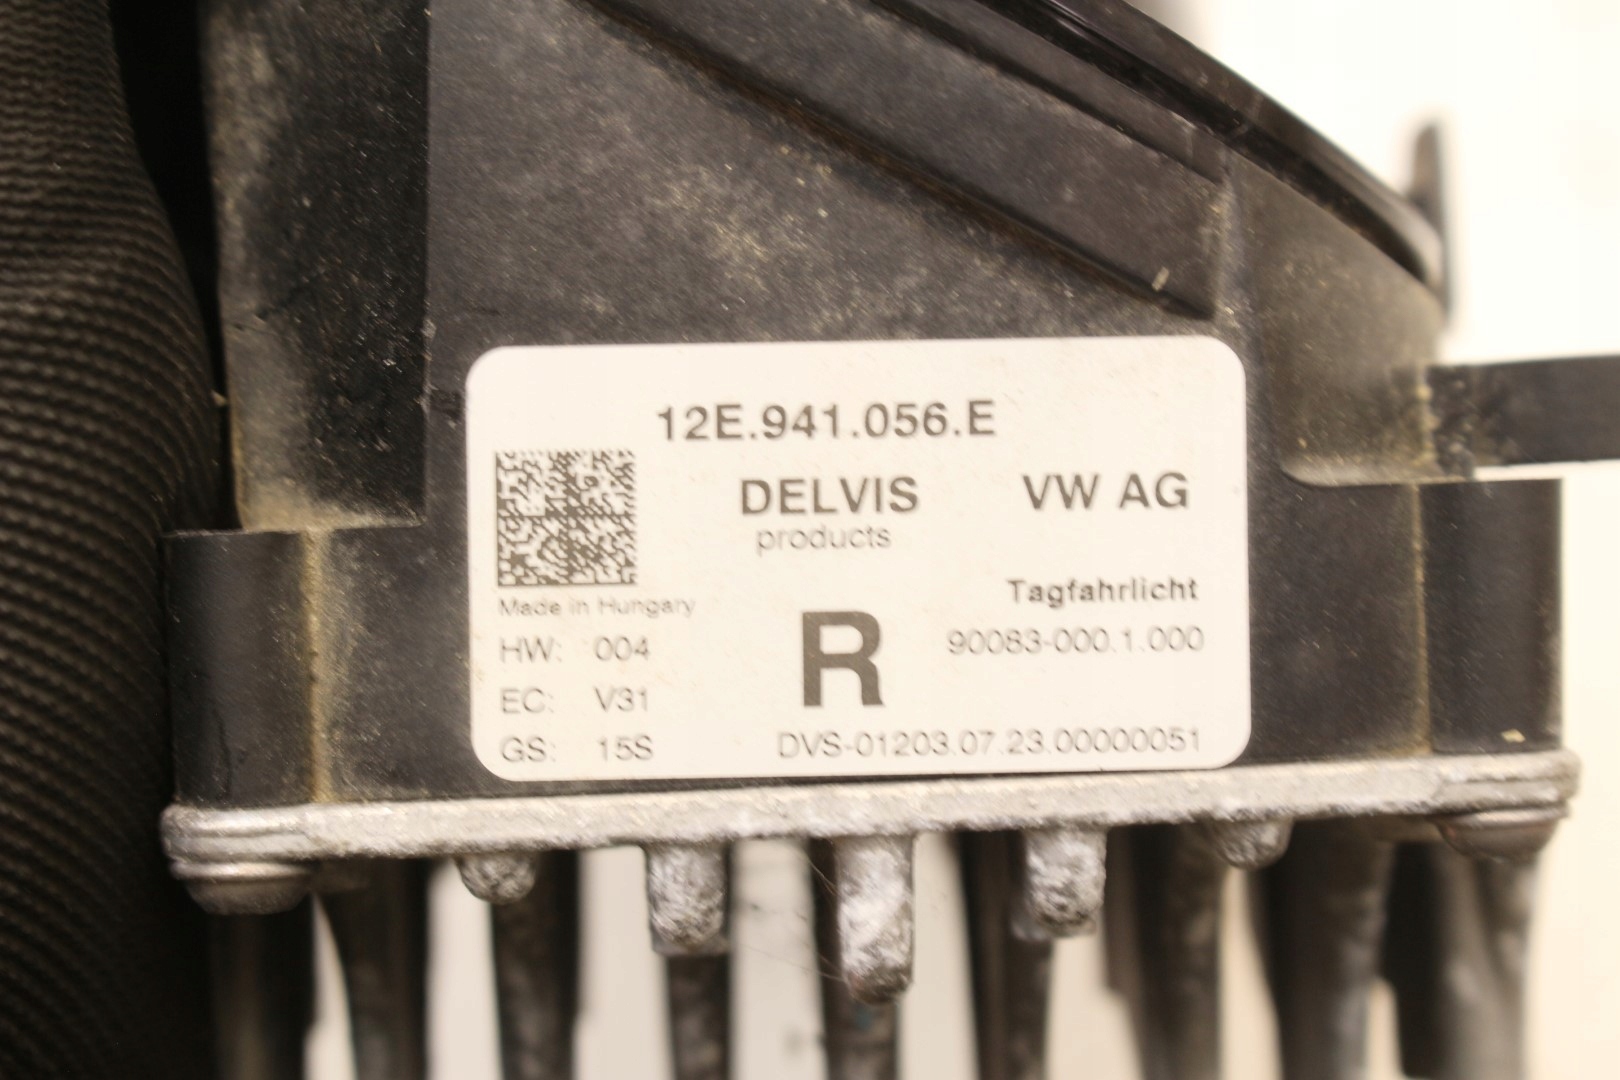 12E.941.056.E
DELVIS VW AG
products
Tagfahrlicht
Made in Hungary
HW: 004 R 90083-000.1.000
EC: V31
GS: 15S DVS-01203.07.23.00000051